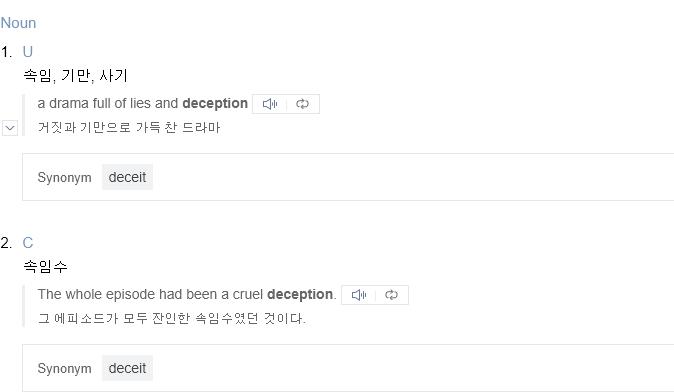 Noun
1. U
속임, 기만, 사기
a drama full of lies and deception
거짓과 기만으로 가득 찬 드라마
Synonym deceit
2. C
속임수
The whole episode had been a cruel deception.
그 에피소드가 모두 잔인한 속임수였던 것이다.
Synonym deceit